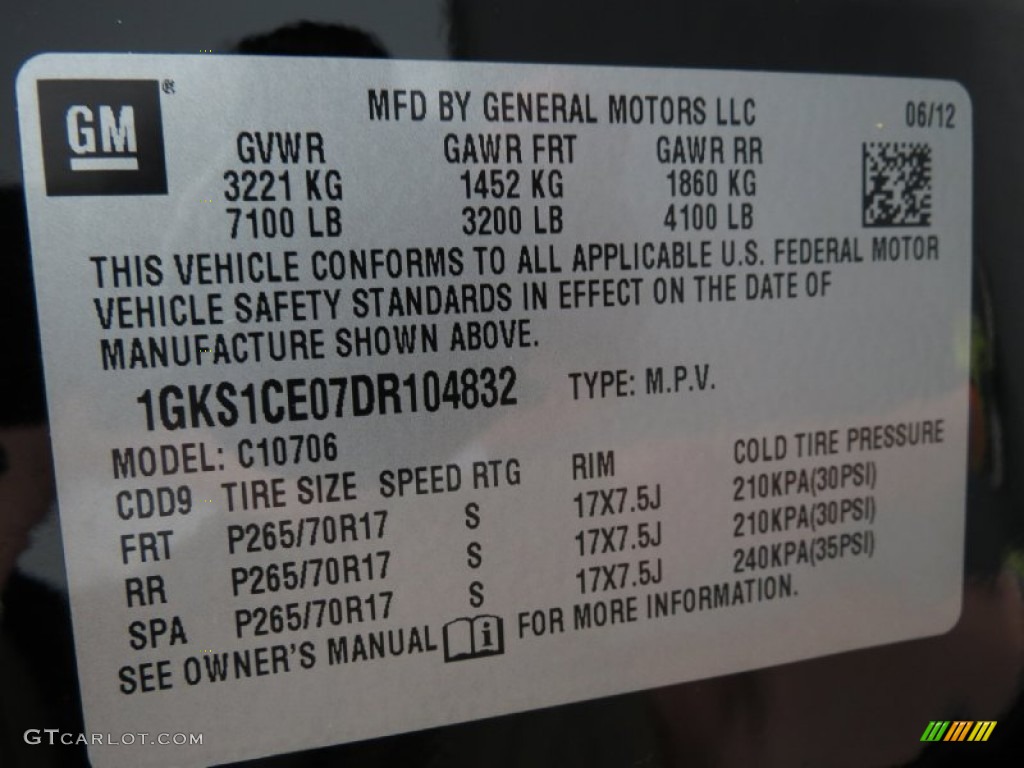 GM ® MFD BY GENERAL MOTORS LLC 06/12
GVWR GAWR FRT GAWR RR
3221 KG 1452 KG 1860 KG
7100 LB 3200 LB 4100 LB
THIS VEHICLE CONFORMS TO ALL APPLICABLE U.S. FEDERAL MOTOR
VEHICLE SAFETY STANDARDS IN EFFECT ON THE DATE OF
MANUFACTURE SHOWN ABOVE.
1GKS1CE07DR104832 TYPE: M.P.V.
MODEL: C10706
CDD9 TIRE SIZE SPEED RTG RIM COLD TIRE PRESSURE
FRT P265/70R17 S 17X7.5J 210KPA(30PSI)
RR P265/70R17 S 17X7.5J 210KPA(30PSI)
SPA P265/70R17 S 17X7.5J 240KPA(35PSI)
SEE OWNER'S MANUAL i FOR MORE INFORMATION.
GTCARLOT.COM